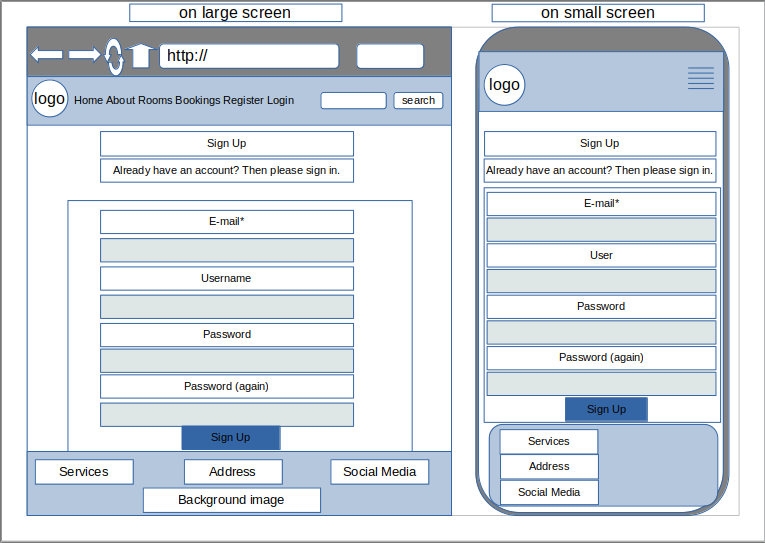 on large screen
http://
logo
Home About Rooms Bookings Register Login
search
Sign Up
Already have an account? Then please sign in.
E-mail*
Username
Password
Password (again)
Sign Up
Services
Address
Social Media
Background image
on small screen
logo
Sign Up
Already have an account? Then please sign in.
E-mail*
User
Password
Password (again)
Sign Up
Services
Address
Social Media